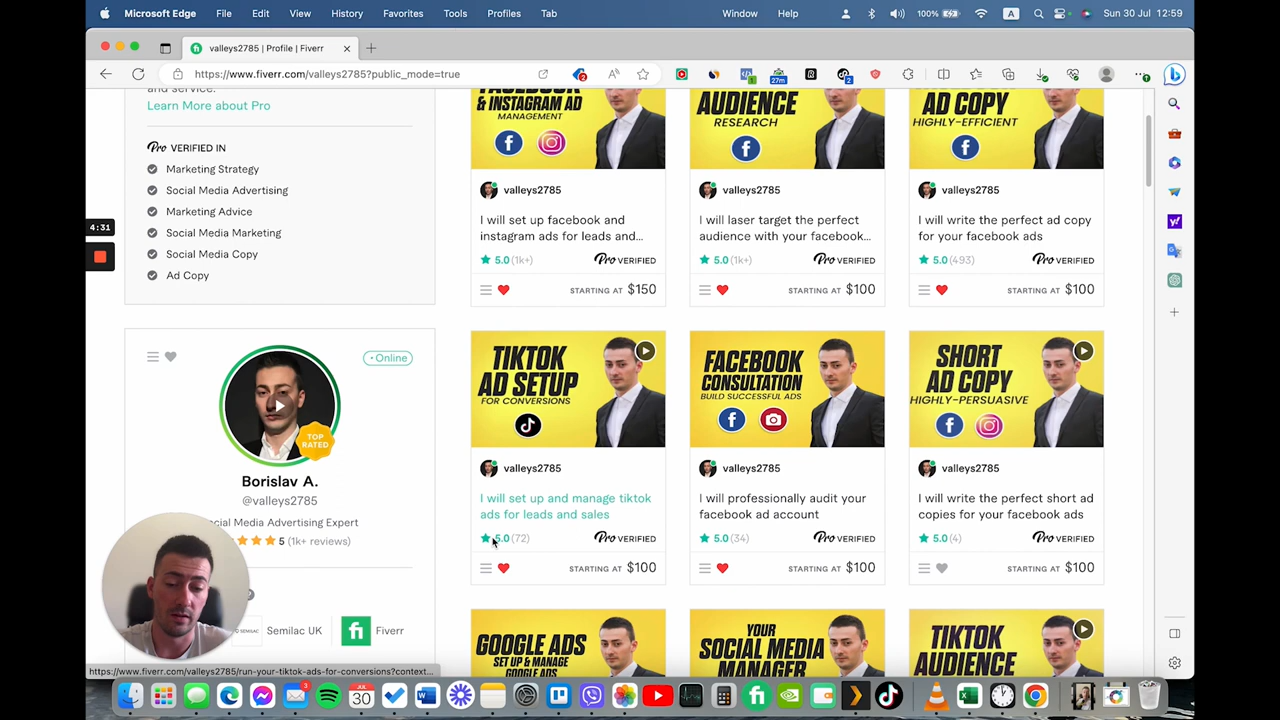 Microsoft Edge File Edit View History Favorites Tools Profiles Tab Window Help 100% A Sun 30 Jul 12:59
valleys2785 | Profile | Fiverr
https://www.fiverr.com/valleys2785?public_mode=true
and service.
Learn More about Pro
Pro VERIFIED IN
Marketing Strategy
Social Media Advertising
Marketing Advice
Social Media Marketing
Social Media Copy
Ad Copy
4:31
FACEBOOK
& INSTAGRAM AD
MANAGEMENT
valleys2785
I will set up facebook and
instagram ads for leads and...
5.0 (1k+) Pro VERIFIED
STARTING AT $150
AUDIENCE
RESEARCH
valleys2785
I will laser target the perfect
audience with your facebook...
5.0 (1k+) Pro VERIFIED
STARTING AT $100
AD COPY
HIGHLY-EFFICIENT
valleys2785
I will write the perfect ad copy
for your facebook ads
5.0 (493) Pro VERIFIED
STARTING AT $100
• Online
TOP
RATED
Borislav A.
@valleys2785
cial Media Advertising Expert
5 (1k+ reviews)
Semilac UK
fi Fiverr
TIKTOK
AD SETUP
FOR CONVERSIONS
valleys2785
I will set up and manage tiktok
ads for leads and sales
5.0 (72) Pro VERIFIED
STARTING AT $100
FACEBOOK
CONSULTATION
BUILD SUCCESSFUL ADS
valleys2785
I will professionally audit your
facebook ad account
5.0 (34) Pro VERIFIED
STARTING AT $100
SHORT
AD COPY
HIGHLY-PERSUASIVE
valleys2785
I will write the perfect short ad
copies for your facebook ads
5.0 (4) Pro VERIFIED
STARTING AT $100
GOOGLE ADS
SET UP & MANAGE
GOOGLE ADS
YOUR
SOCIAL MEDIA
MANAGER
TIKTOK
AUDIENCE
https://www.fiverr.com/valleys2785/run-your-tiktok-ads-for-conversions?context...